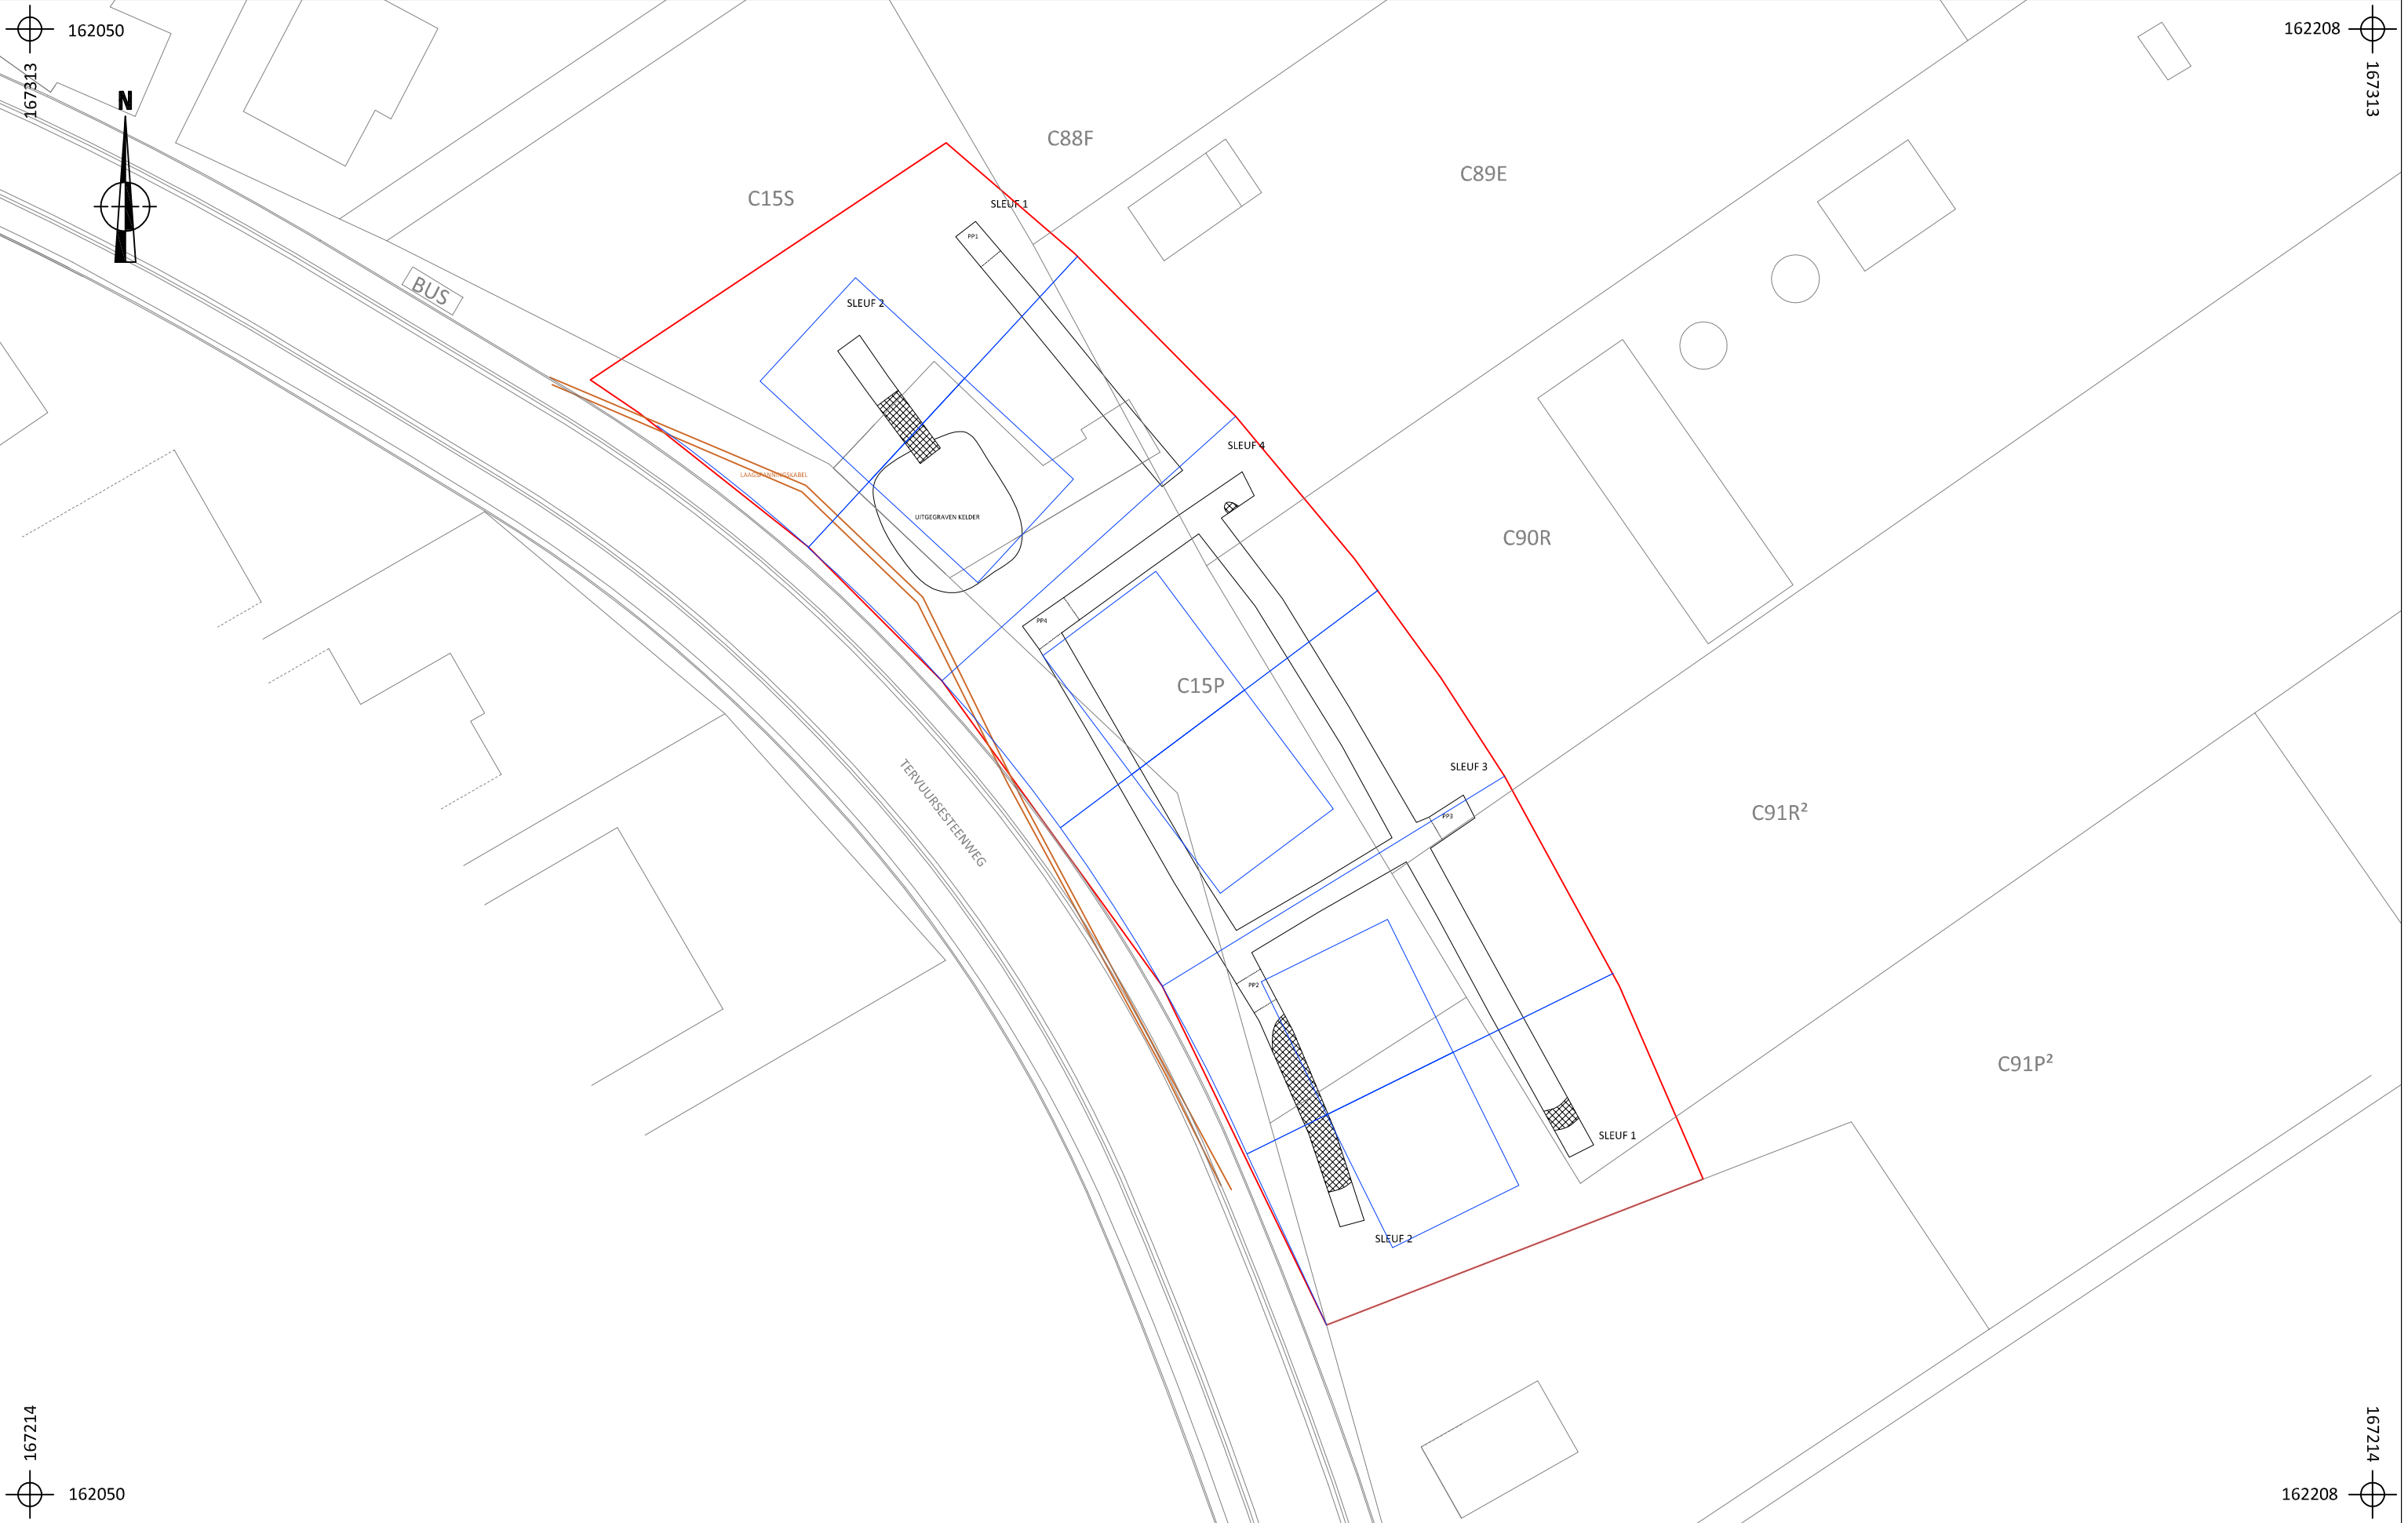 162050
162208
167313
167313
N
C88F
C89E
C15S
SLEUF 1
PP1
BUS
SLEUF 2
SLEUF 4
LAAGSPANNINGSKABEL
UITGEGRAVEN KELDER
C90R
PP4
C15P
SLEUF 3
TERVUURSESTEENWEG
C91R²
PP3
PP2
C91P²
SLEUF 1
SLEUF 2
167214
167214
162050
162208